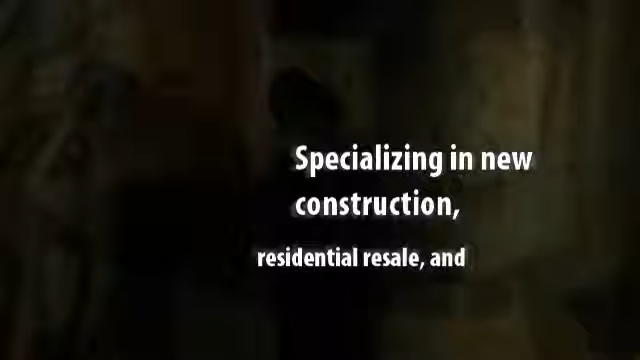 Specializing in new
construction,
residential resale, and